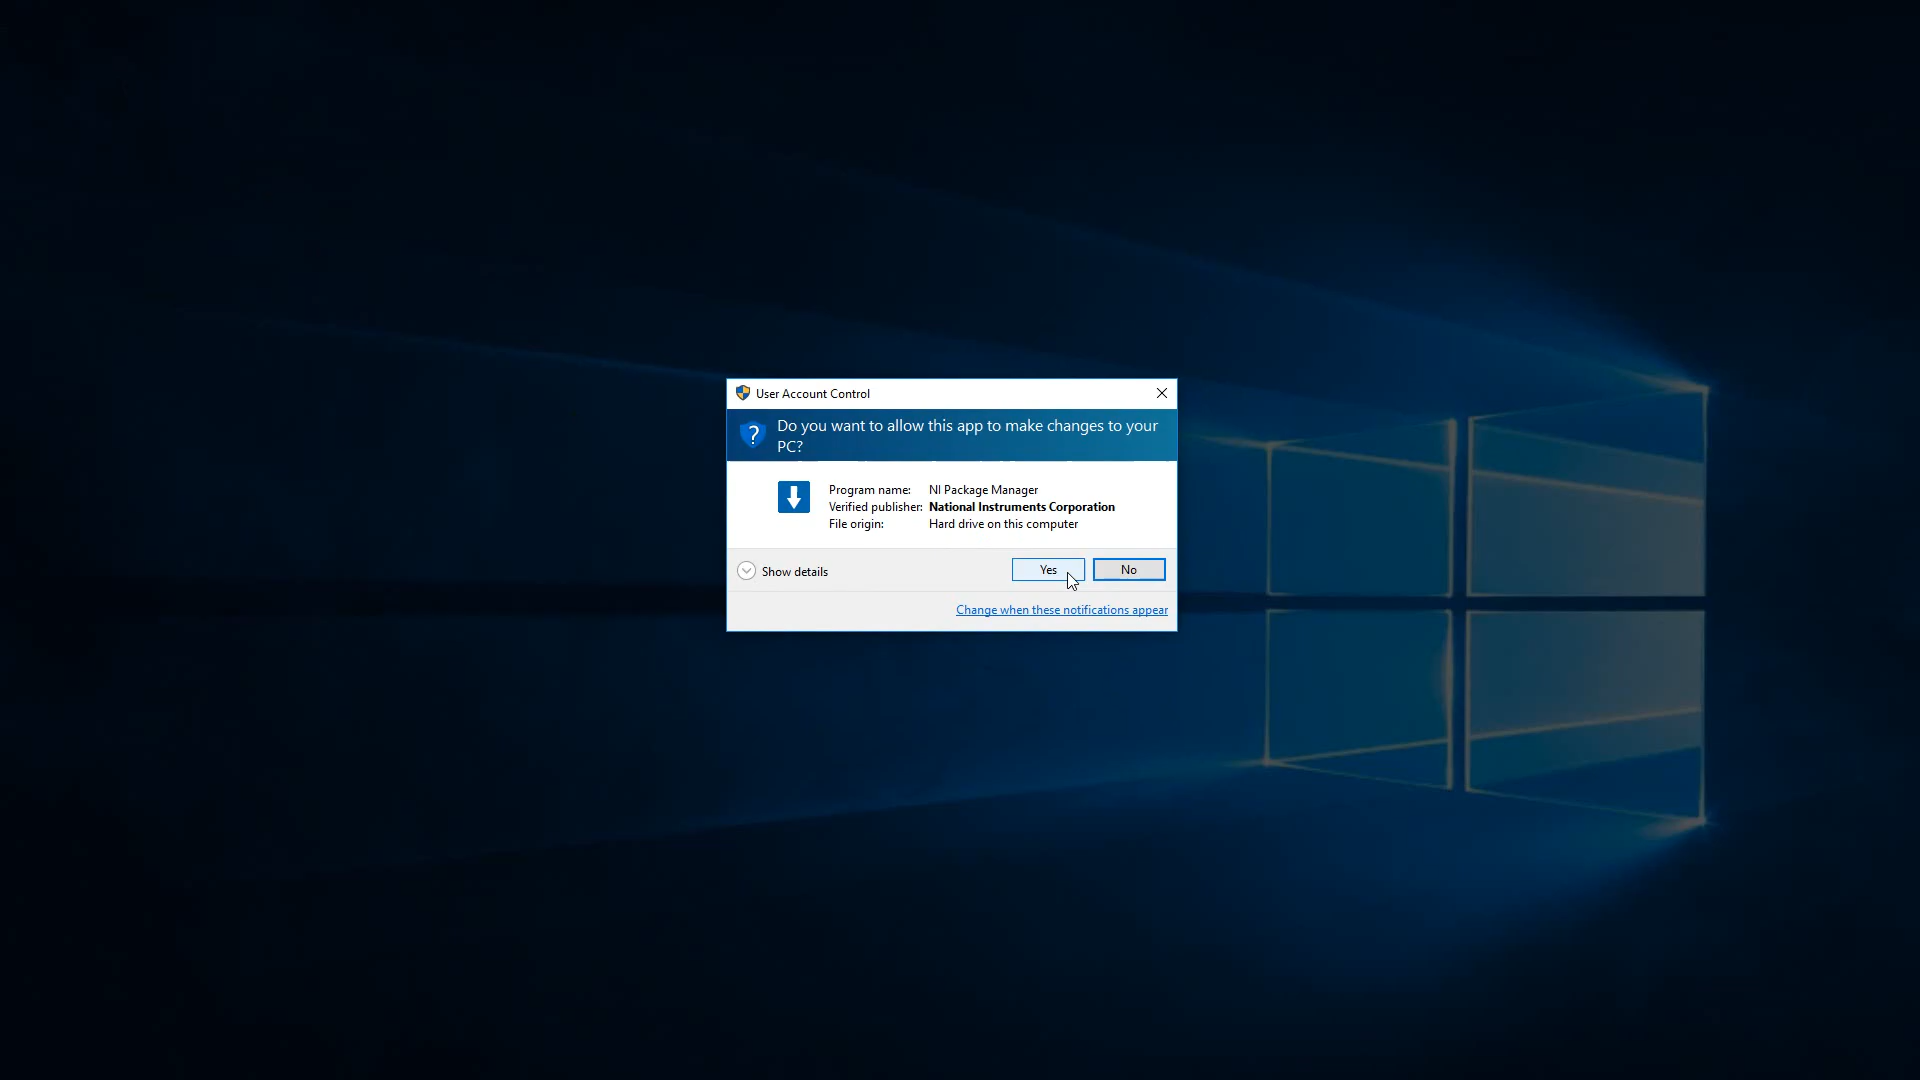 User Account Control
?
Do you want to allow this app to make changes to your
PC?
Program name: NI Package Manager
Verified publisher: National Instruments Corporation
File origin: Hard drive on this computer
Show details
Yes
No
Change when these notifications appear